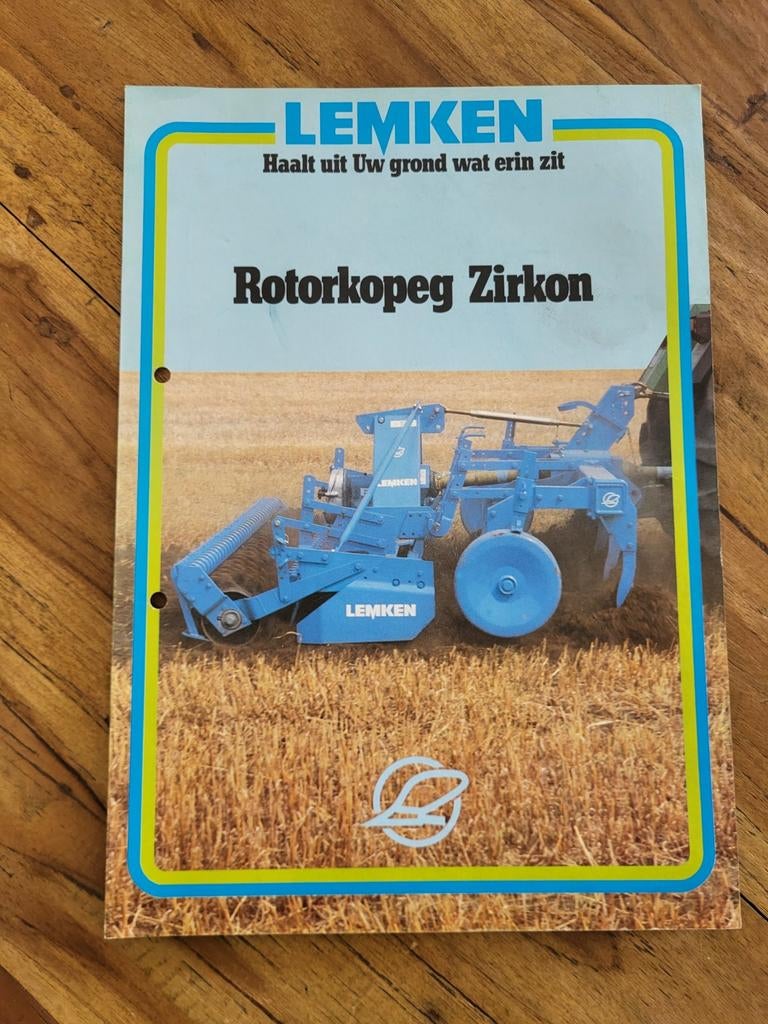 LEMKEN
Haalt uit Uw grond wat erin zit
Rotorkopeg Zirkon
LEMKEN
LEMKEN